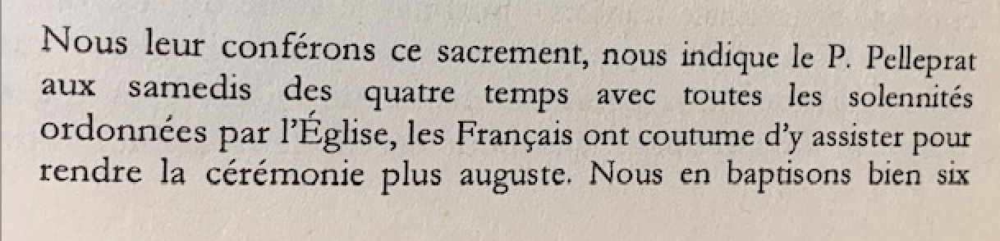 Nous leur conférons ce sacrement, nous indique le P. Pelleprat
aux samedis des quatre temps avec toutes les solennités
ordonnées par l'Église, les Français ont coutume d'y assister pour
rendre la cérémonie plus auguste. Nous en baptisons bien six